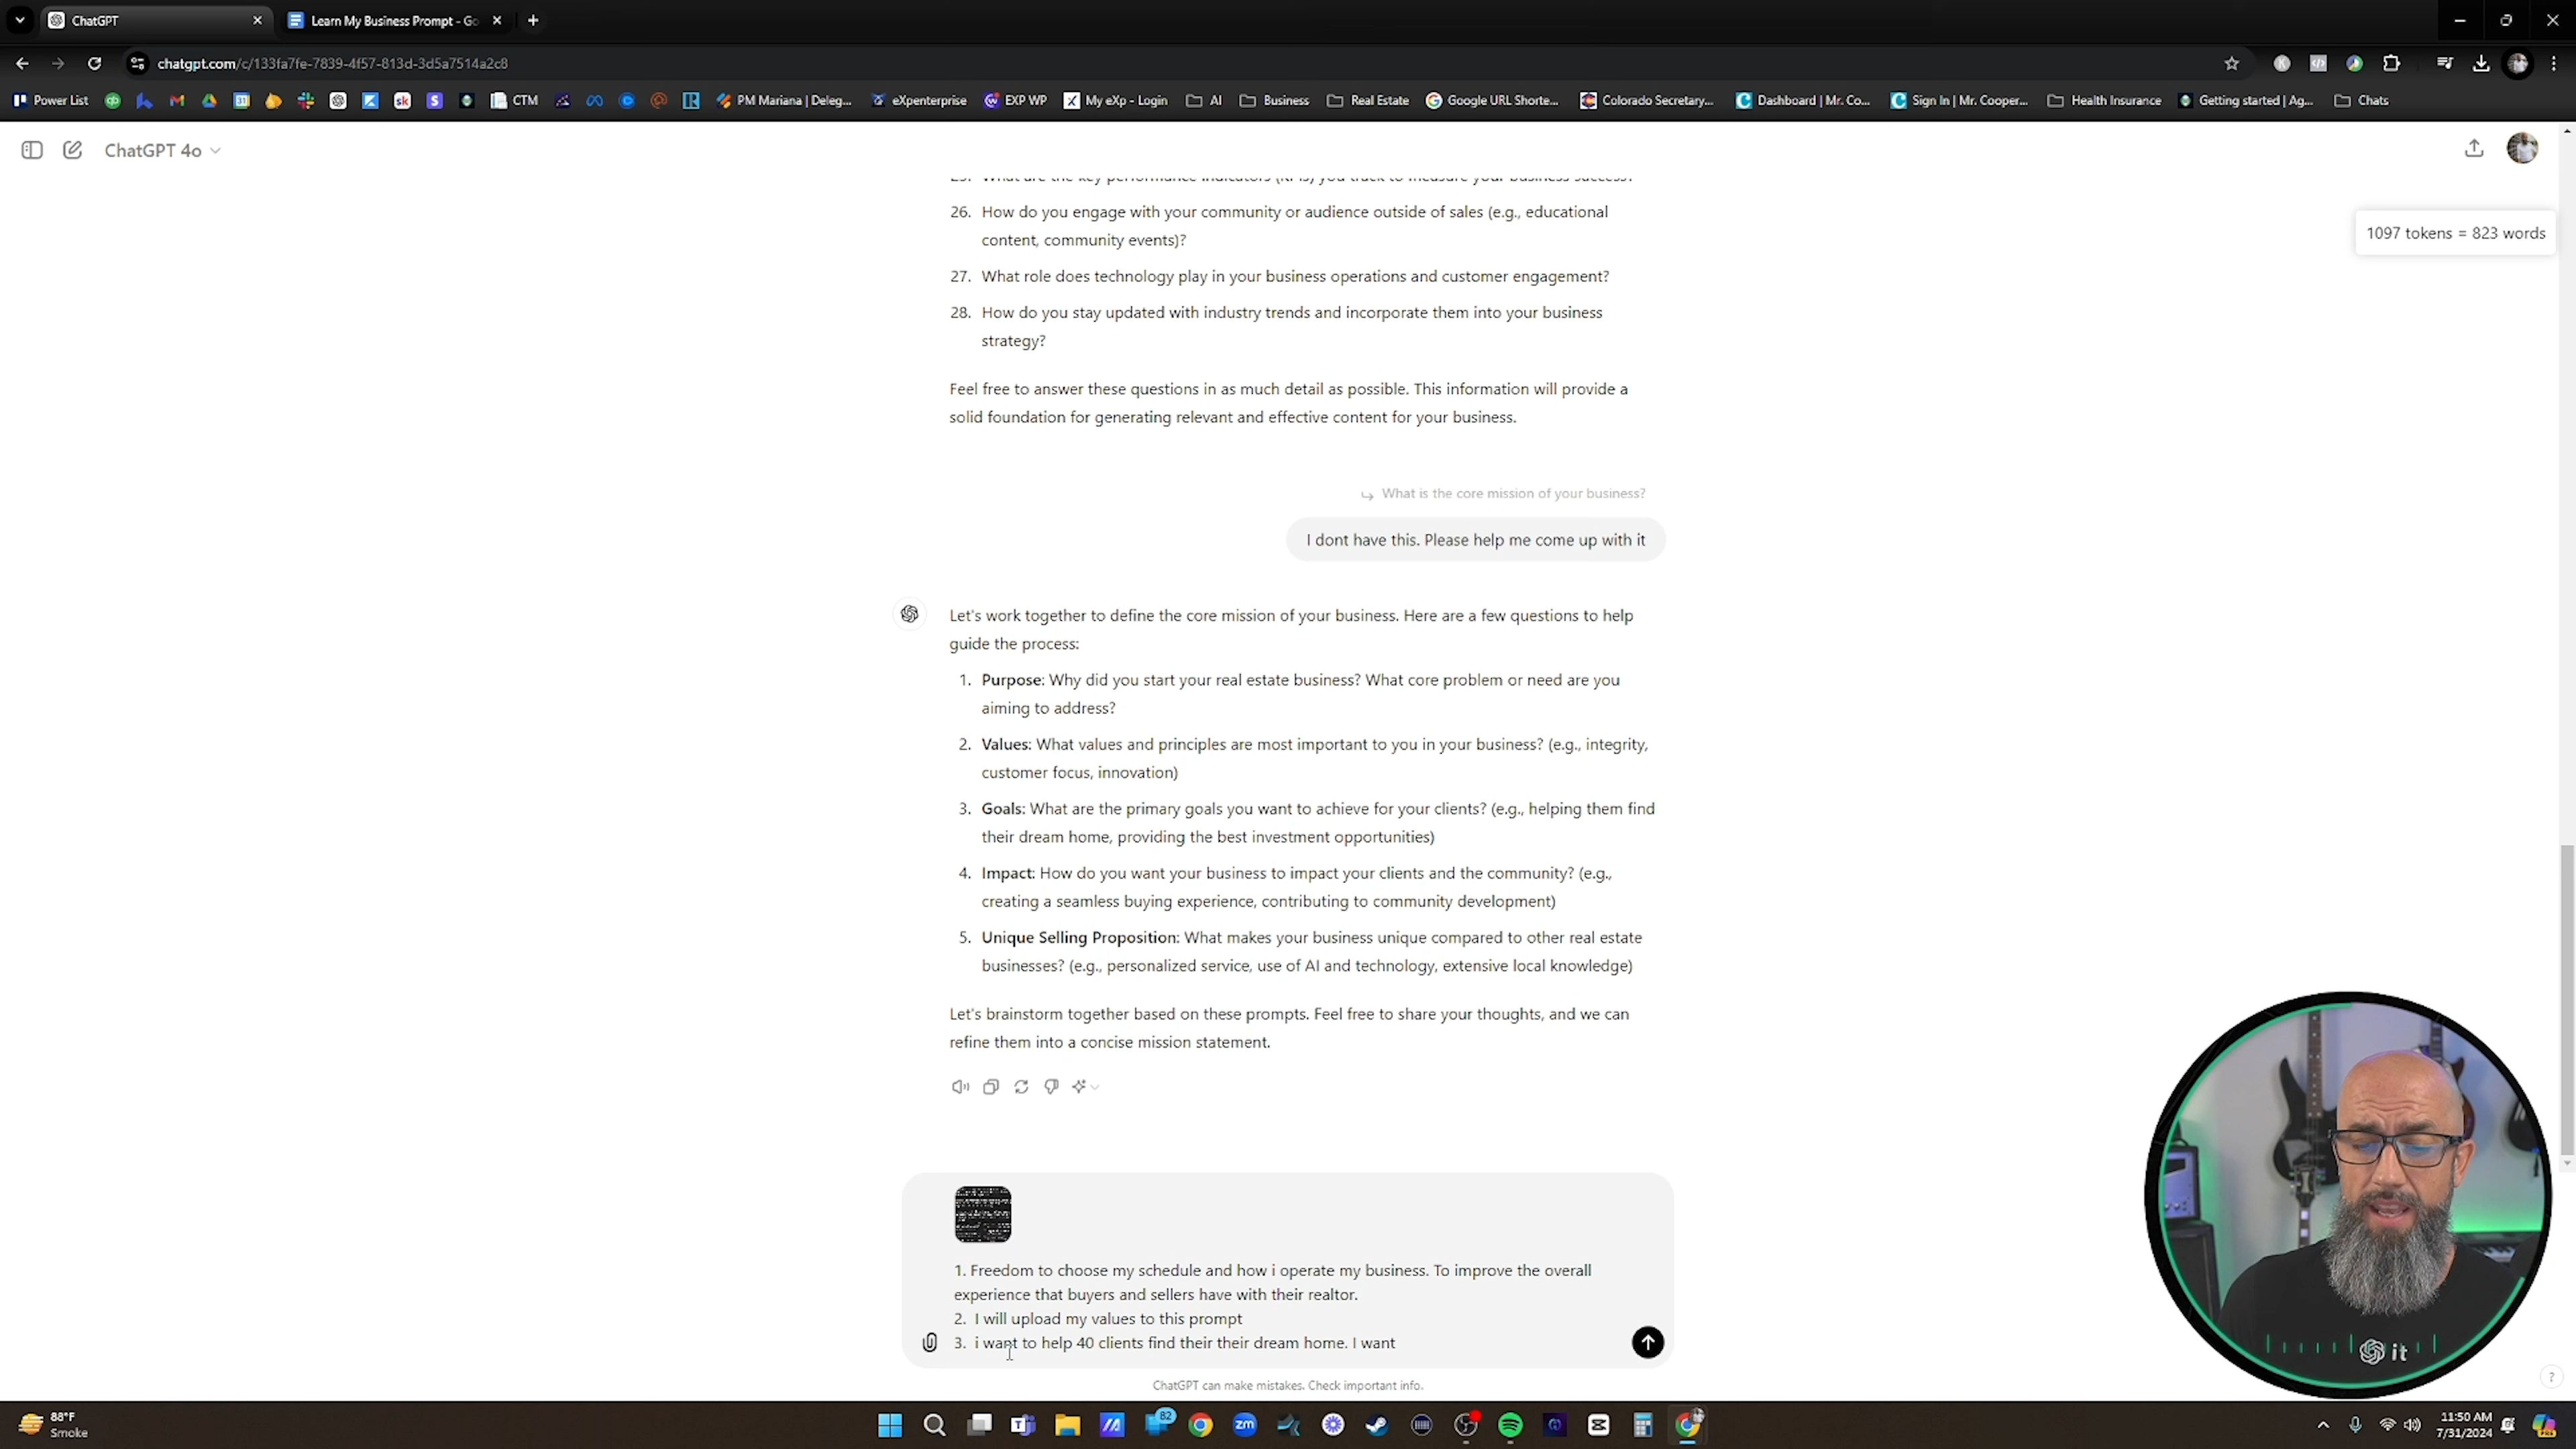 ChatGPT
Learn My Business Prompt - Go
chatgpt.com/c/133fa7fe-7839-4f57-813d-3d5a7514a2c8
Power List
CTM
PM Mariana | Deleg...
eXpenterprise
EXP WP
My eXp - Login
AI
Business
Real Estate
Google URL Shorte...
Colorado Secretary...
Dashboard | Mr. Co...
Sign In | Mr. Cooper...
Health Insurance
Getting started | Ag...
Chats
ChatGPT 4o
1097 tokens = 823 words
25. What are the key performance indicators (KPIs) you track to measure your business success?
26. How do you engage with your community or audience outside of sales (e.g., educational
content, community events)?
27. What role does technology play in your business operations and customer engagement?
28. How do you stay updated with industry trends and incorporate them into your business
strategy?
Feel free to answer these questions in as much detail as possible. This information will provide a
solid foundation for generating relevant and effective content for your business.
What is the core mission of your business?
I dont have this. Please help me come up with it
Let's work together to define the core mission of your business. Here are a few questions to help
guide the process:
1. Purpose: Why did you start your real estate business? What core problem or need are you
aiming to address?
2. Values: What values and principles are most important to you in your business? (e.g., integrity,
customer focus, innovation)
3. Goals: What are the primary goals you want to achieve for your clients? (e.g., helping them find
their dream home, providing the best investment opportunities)
4. Impact: How do you want your business to impact your clients and the community? (e.g.,
creating a seamless buying experience, contributing to community development)
5. Unique Selling Proposition: What makes your business unique compared to other real estate
businesses? (e.g., personalized service, use of AI and technology, extensive local knowledge)
Let's brainstorm together based on these prompts. Feel free to share your thoughts, and we can
refine them into a concise mission statement.
1. Freedom to choose my schedule and how i operate my business. To improve the overall
experience that buyers and sellers have with their realtor.
2. I will upload my values to this prompt
3. i want to help 40 clients find their their dream home. I want
ChatGPT can make mistakes. Check important info.
it
?
88°F
Smoke
82
zm
11:50 AM
7/31/2024